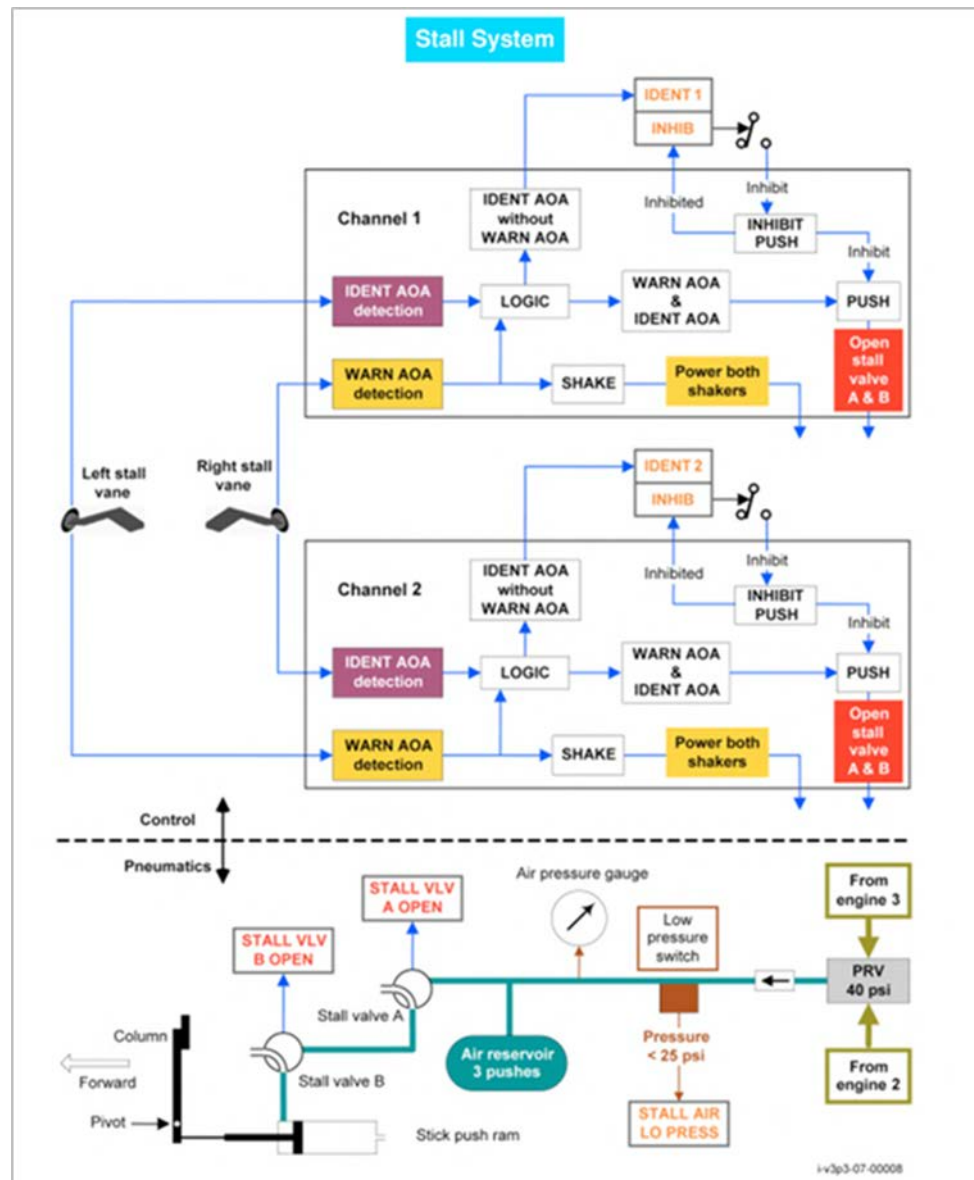 Stall System
IDENT 1
INHIB
Inhibit
Inhibited
IDENT AOA
without
WARN AOA
INHIBIT
PUSH
Channel 1
Inhibit
IDENT AOA
detection
LOGIC
WARN AOA
&
IDENT AOA
PUSH
WARN AOA
detection
SHAKE
Power both
shakers
Open
stall
valve
A & B
Left stall
vane
Right stall
vane
IDENT 2
INHIB
Inhibit
Inhibited
IDENT AOA
without
WARN AOA
INHIBIT
PUSH
Channel 2
Inhibit
IDENT AOA
detection
LOGIC
WARN AOA
&
IDENT AOA
PUSH
WARN AOA
detection
SHAKE
Power both
shakers
Open
stall
valve
A & B
Control
Pneumatics
STALL VLV
A OPEN
Air pressure gauge
From
engine 3
STALL VLV
B OPEN
Low
pressure
switch
PRV
40 psi
Stall valve A
Column
Stall valve B
Air reservoir
3 pushes
Pressure
< 25 psi
From
engine 2
Forward
Pivot
Stick push ram
STALL AIR
LO PRESS
i-v3p3-07-00008